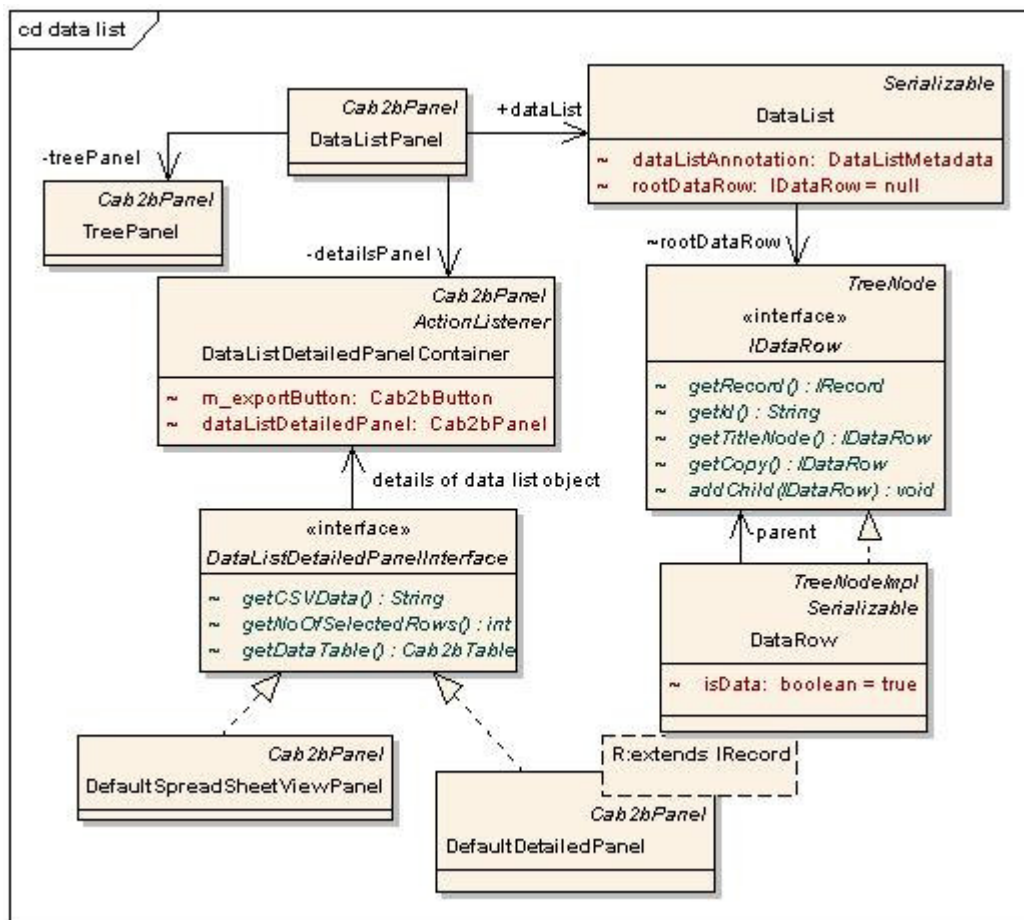 cd data list
Cab2bPanel
DataListPanel
+dataList
Serializable
DataList
~ dataListAnnotation: DataListMetadata
~ rootDataRow: IDataRow = null
-treePanel
Cab2bPanel
TreePanel
-detailsPanel
~rootDataRow
Cab2bPanel
ActionListener
DataListDetailedPanelContainer
~ m_exportButton: Cab2bButton
~ dataListDetailedPanel: Cab2bPanel
TreeNode
«interface»
IDataRow
~ getRecord() : IRecord
~ getId() : String
~ getTitleNode() : IDataRow
~ getCopy() : IDataRow
~ addChild(IDataRow) : void
details of data list object
«interface»
DataListDetailedPanelInterface
~ getCSVData() : String
~ getNoOfSelectedRows() : int
~ getDataTable() : Cab2bTable
-parent
TreeNodeImpl
Serializable
DataRow
~ isData: boolean = true
Cab2bPanel
DefaultSpreadSheetViewPanel
R:extends IRecord
Cab2bPanel
DefaultDetailedPanel